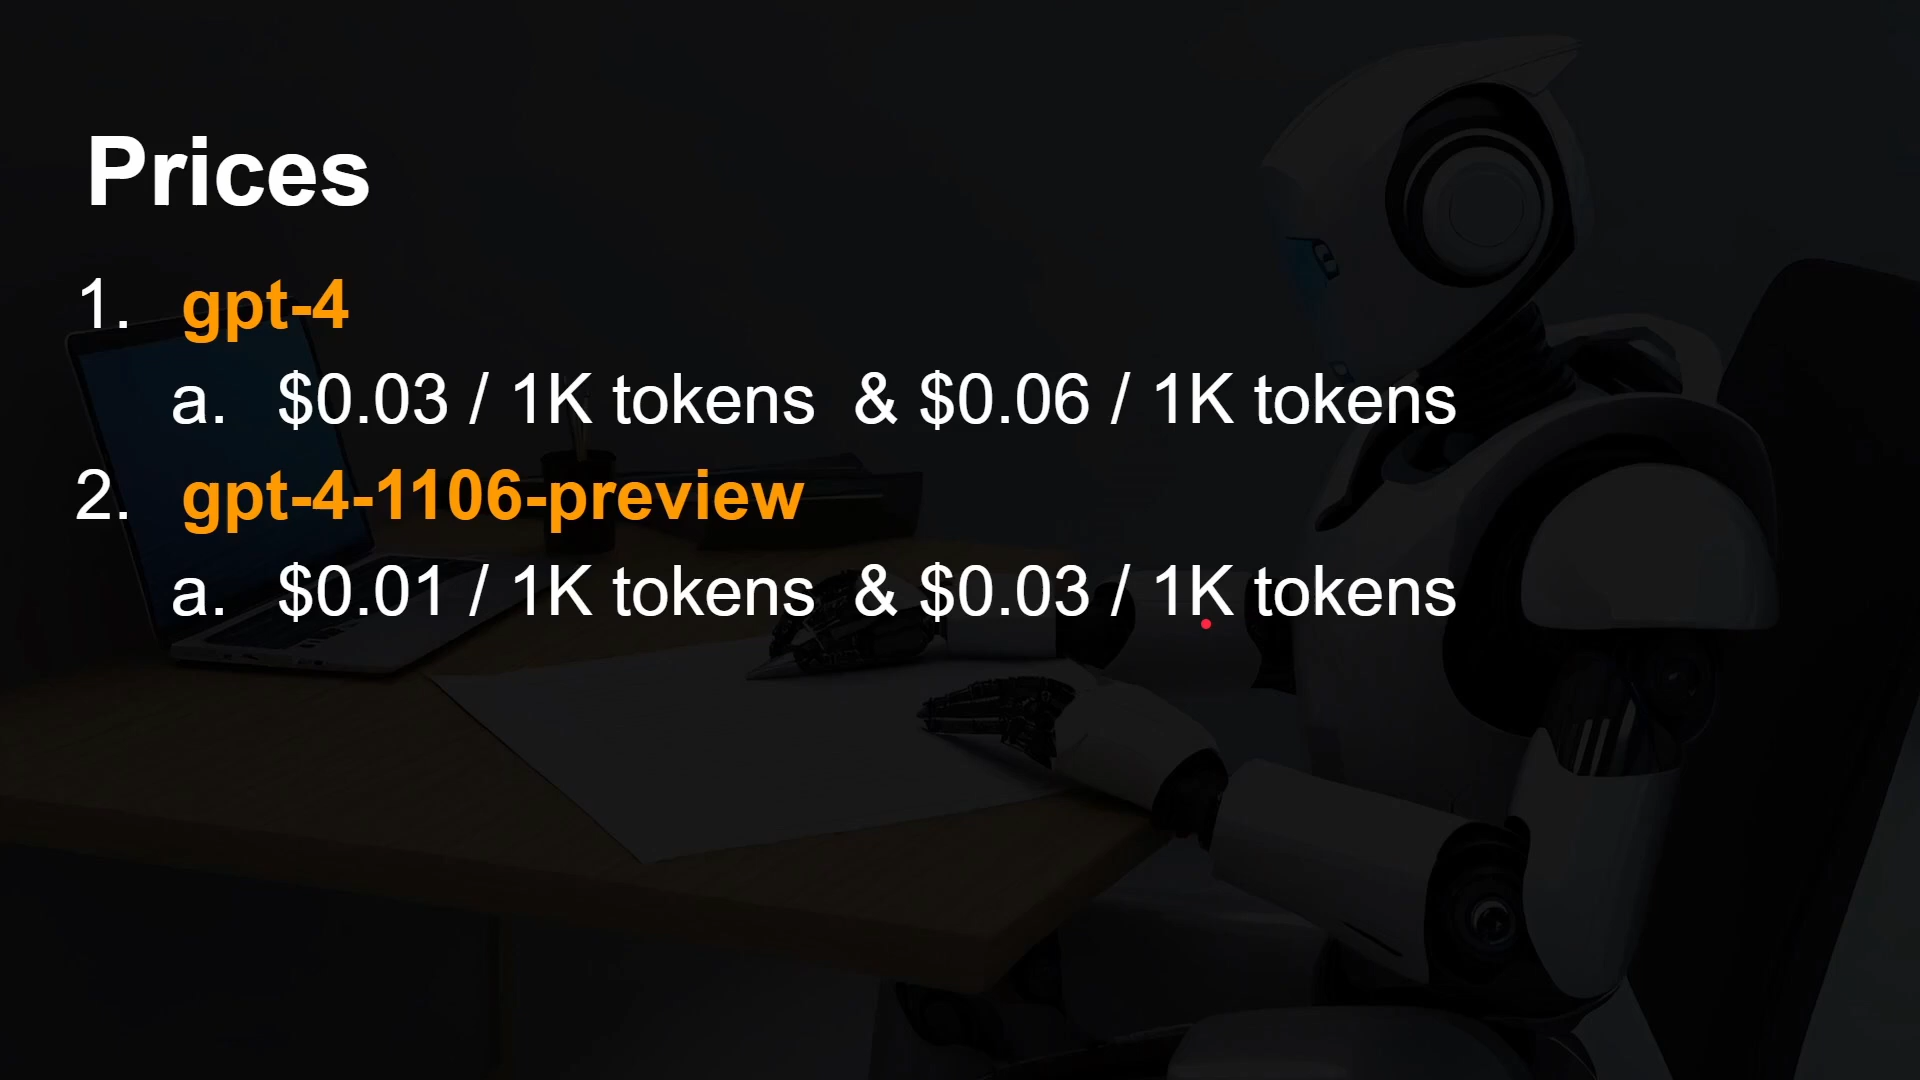 Prices
1. gpt-4
a. $0.03 / 1K tokens & $0.06 / 1K tokens
2. gpt-4-1106-preview
a. $0.01 / 1K tokens & $0.03 / 1K tokens